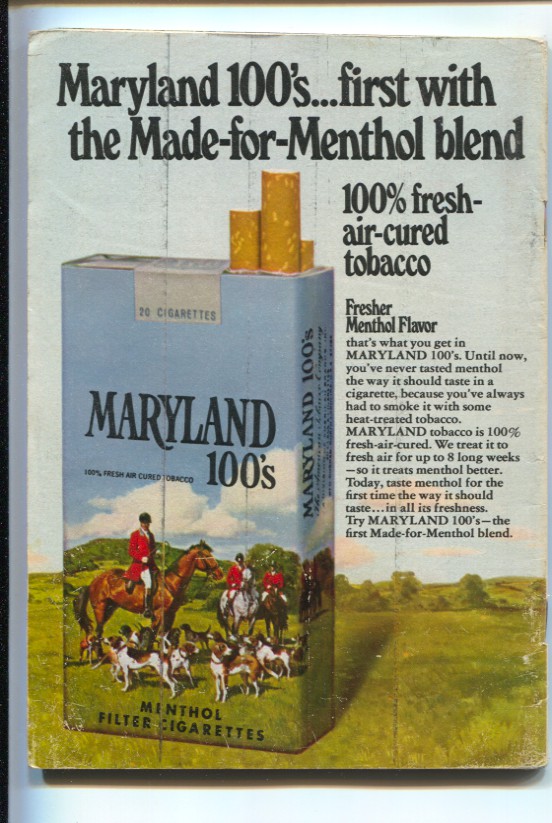 Maryland 100's...first with
the Made-for-Menthol blend
100% fresh-
air-cured
tobacco
Fresher
Menthol Flavor
that's what you get in
MARYLAND 100's. Until now,
you've never tasted menthol
the way it should taste in a
cigarette, because you've always
had to smoke it with some
heat-treated tobacco.
MARYLAND tobacco is 100%
fresh-air-cured. We treat it to
fresh air for up to 8 long weeks
—so it treats menthol better.
Today, taste menthol for the
first time the way it should
taste...in all its freshness.
Try MARYLAND 100's—the
first Made-for-Menthol blend.
20 CIGARETTES
MARYLAND
100's
100% FRESH AIR CURED TOBACCO
MENTHOL
FILTER CIGARETTES
MARYLAND 100's
The American Tobacco Company